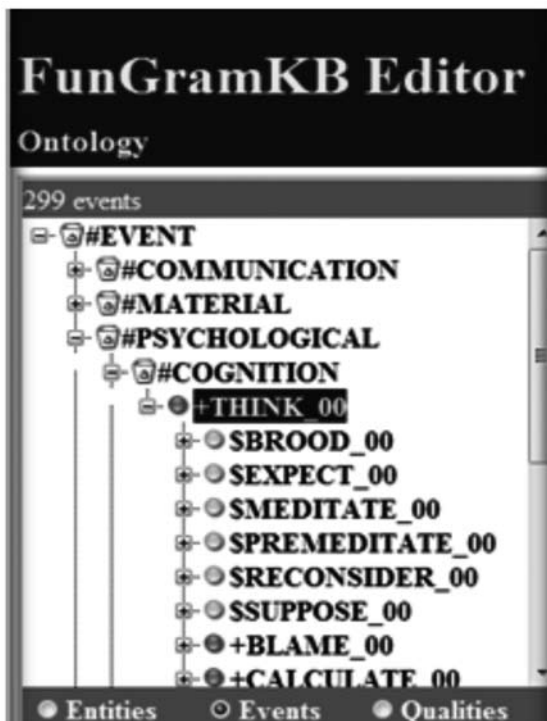 FunGramKB Editor
Ontology
299 events
#EVENT
#COMMUNICATION
#MATERIAL
#PSYCHOLOGICAL
#COGNITION
+THINK_00
$BROOD_00
$EXPECT_00
$MEDITATE_00
$PREMEDITATE_00
$RECONSIDER_00
$SUPPOSE_00
+BLAME_00
+CALCULATE_00
Entities Events Qualities